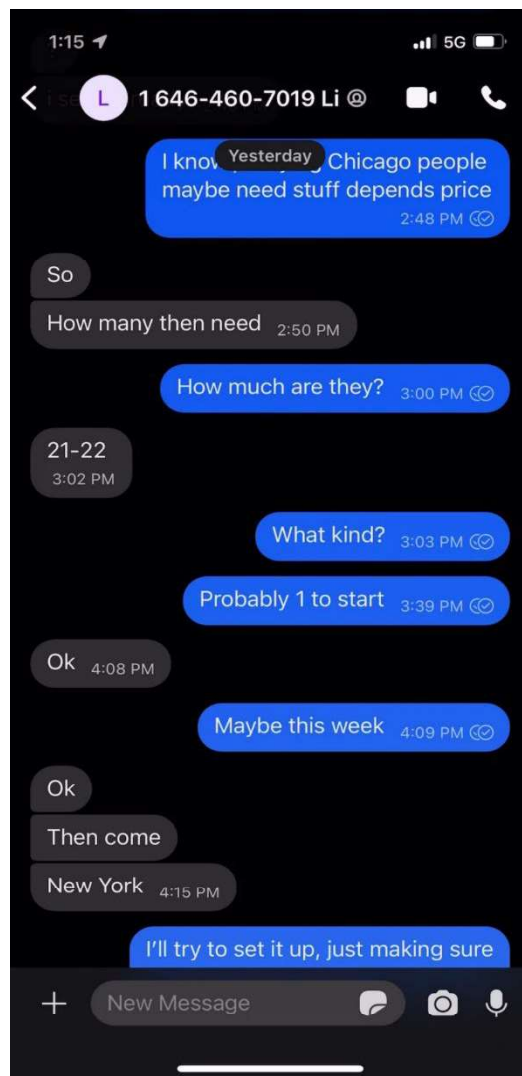 1:15
5G
L
1 646-460-7019 Li
Yesterday
I know Chicago people
maybe need stuff depends price
2:48 PM
So
How many then need 2:50 PM
How much are they? 3:00 PM
21-22
3:02 PM
What kind? 3:03 PM
Probably 1 to start 3:39 PM
Ok 4:08 PM
Maybe this week 4:09 PM
Ok
Then come
New York 4:15 PM
I’ll try to set it up, just making sure
New Message